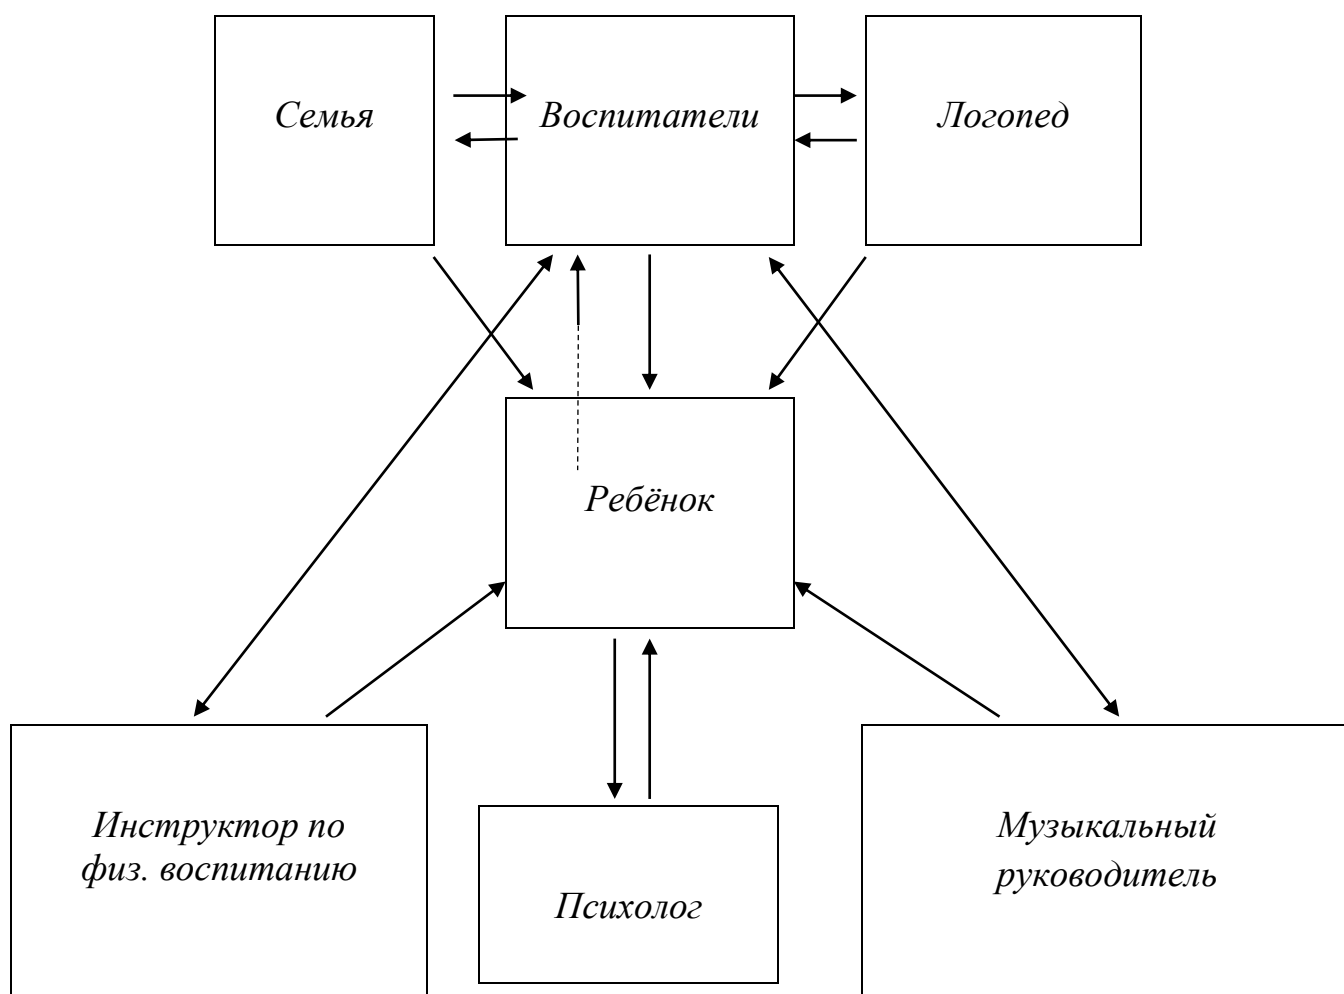 Семья
Воспитатели
Логопед
Ребёнок
Инструктор по
физ. воспитанию
Психолог
Музыкальный
руководитель